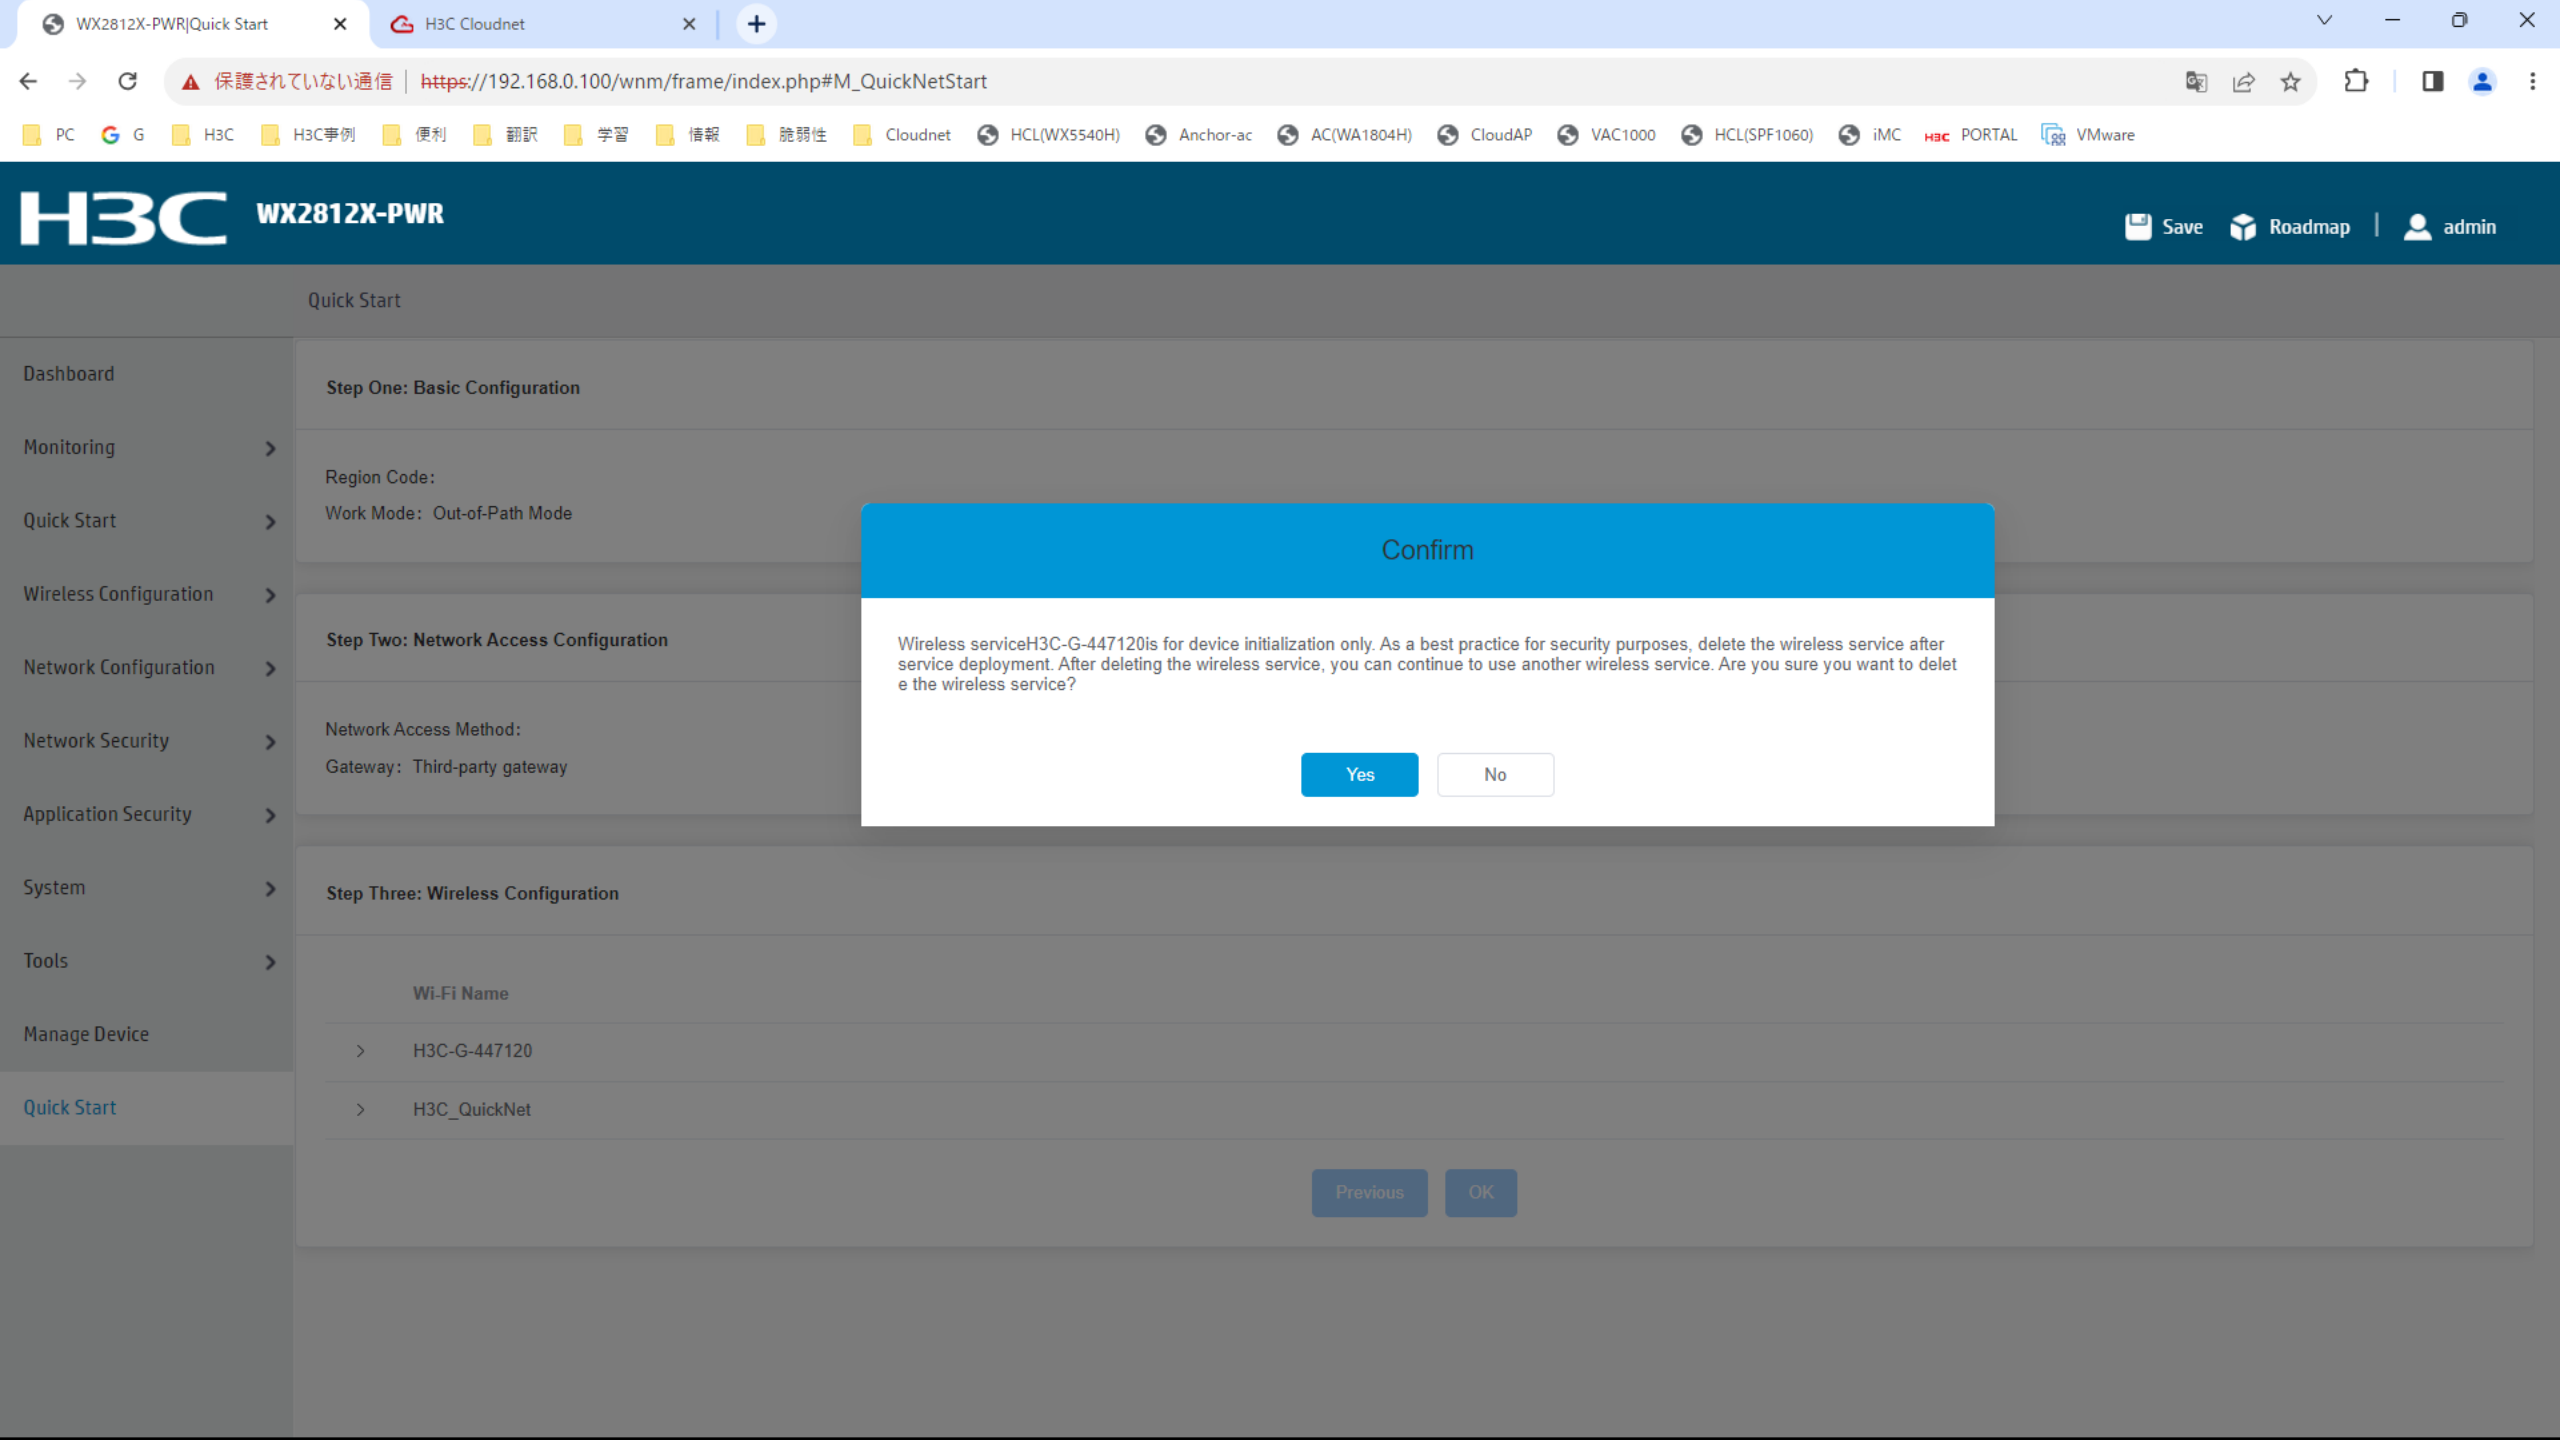 WX2812X-PWR|Quick Start
H3C Cloudnet
保護されていない通信
https://192.168.0.100/wnm/frame/index.php#M_QuickNetStart
PC
G
H3C
H3C事例
便利
翻訳
学習
情報
脆弱性
Cloudnet
HCL(WX5540H)
Anchor-ac
AC(WA1804H)
CloudAP
VAC1000
HCL(SPF1060)
iMC
H3C PORTAL
VMware
H3C WX2812X-PWR
Save
Roadmap
admin
Quick Start
Dashboard
Monitoring
Quick Start
Wireless Configuration
Network Configuration
Network Security
Application Security
System
Tools
Manage Device
Quick Start
Step One: Basic Configuration
Region Code:
Work Mode: Out-of-Path Mode
Step Two: Network Access Configuration
Network Access Method:
Gateway: Third-party gateway
Confirm
Wireless serviceH3C-G-447120is for device initialization only. As a best practice for security purposes, delete the wireless service after
service deployment. After deleting the wireless service, you can continue to use another wireless service. Are you sure you want to delet
e the wireless service?
Yes
No
Step Three: Wireless Configuration
Wi-Fi Name
H3C-G-447120
H3C_QuickNet
Previous
OK